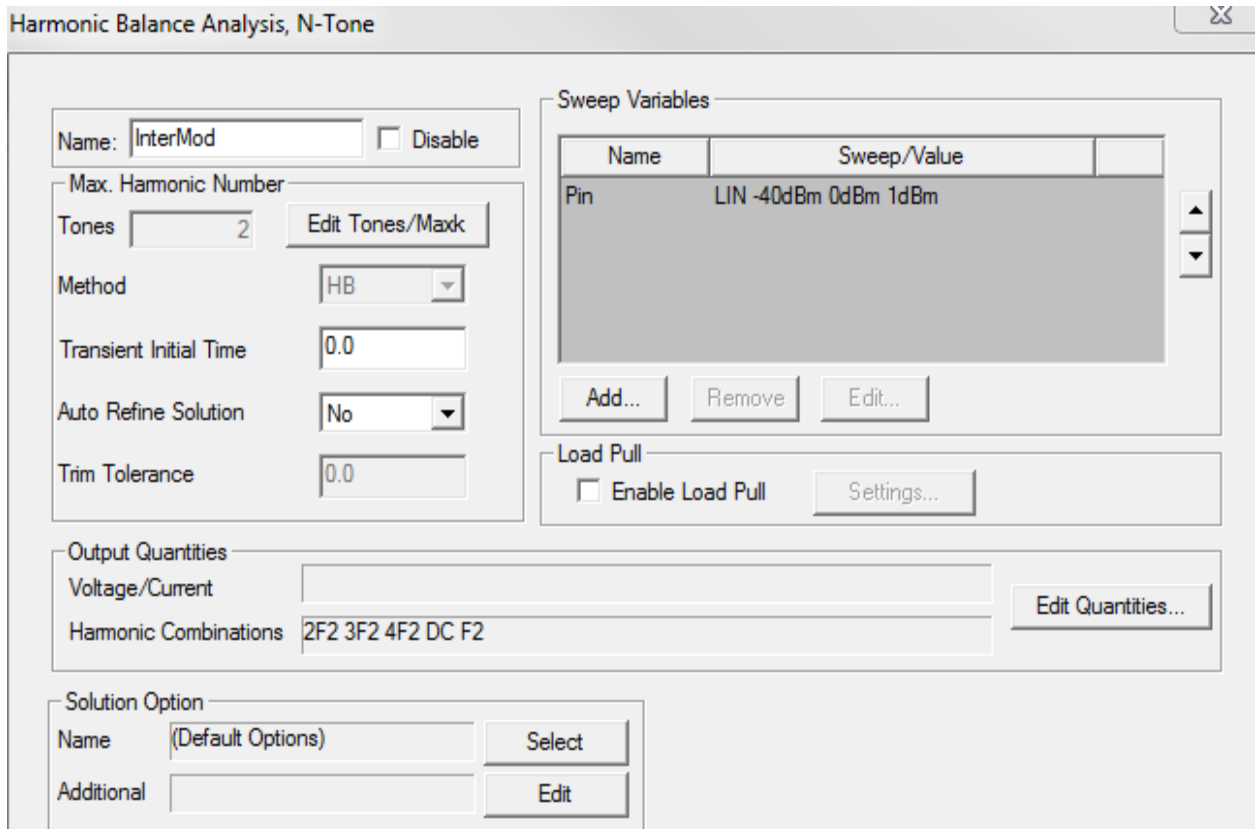 Harmonic Balance Analysis, N-Tone
Name: InterMod Disable
Max. Harmonic Number
Tones 2 Edit Tones/Maxk
Method HB
Transient Initial Time 0.0
Auto Refine Solution No
Trim Tolerance 0.0
Sweep Variables
Name Sweep/Value
Pin LIN -40dBm 0dBm 1dBm
Add... Remove Edit...
Load Pull
Enable Load Pull Settings...
Output Quantities
Voltage/Current
Harmonic Combinations 2F2 3F2 4F2 DC F2
Edit Quantities...
Solution Option
Name (Default Options) Select
Additional Edit